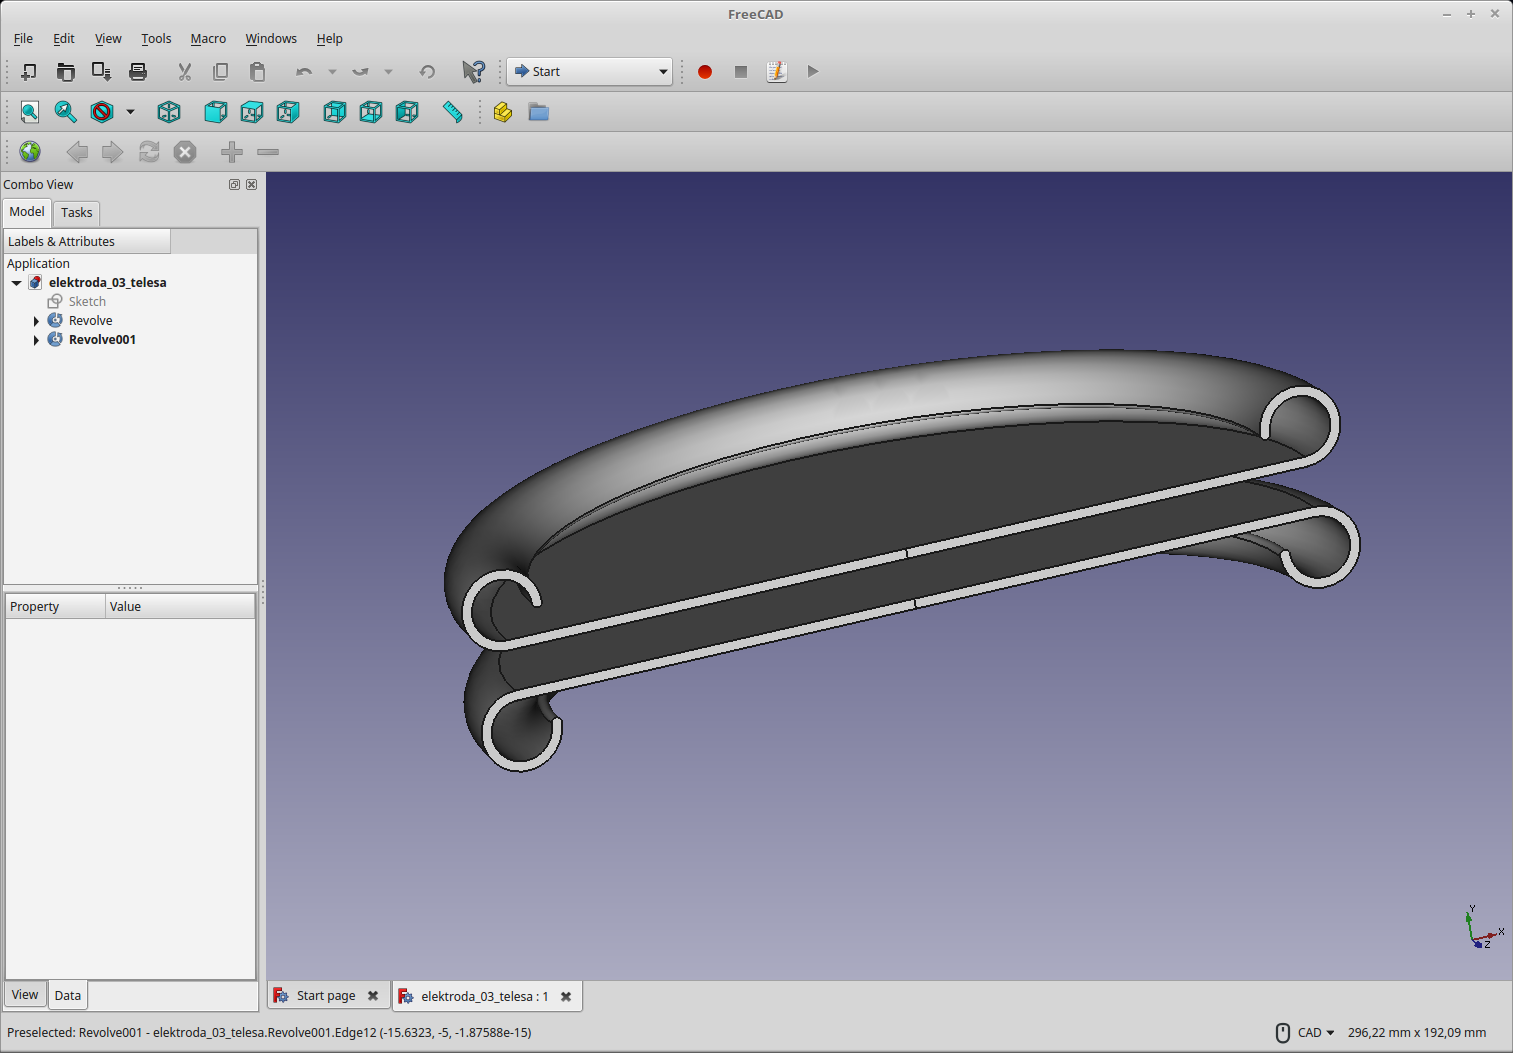 FreeCAD
File Edit View Tools Macro Windows Help
Start
Combo View
Model Tasks
Labels & Attributes
Application
elektroda_03_telesa
Sketch
Revolve
Revolve001
Property Value
Y
X
Z
View Data
Start page elektroda_03_telesa : 1
Preselected: Revolve001 - elektroda_03_telesa.Revolve001.Edge12 (-15.6323, -5, -1.87588e-15)
CAD 296,22 mm x 192,09 mm